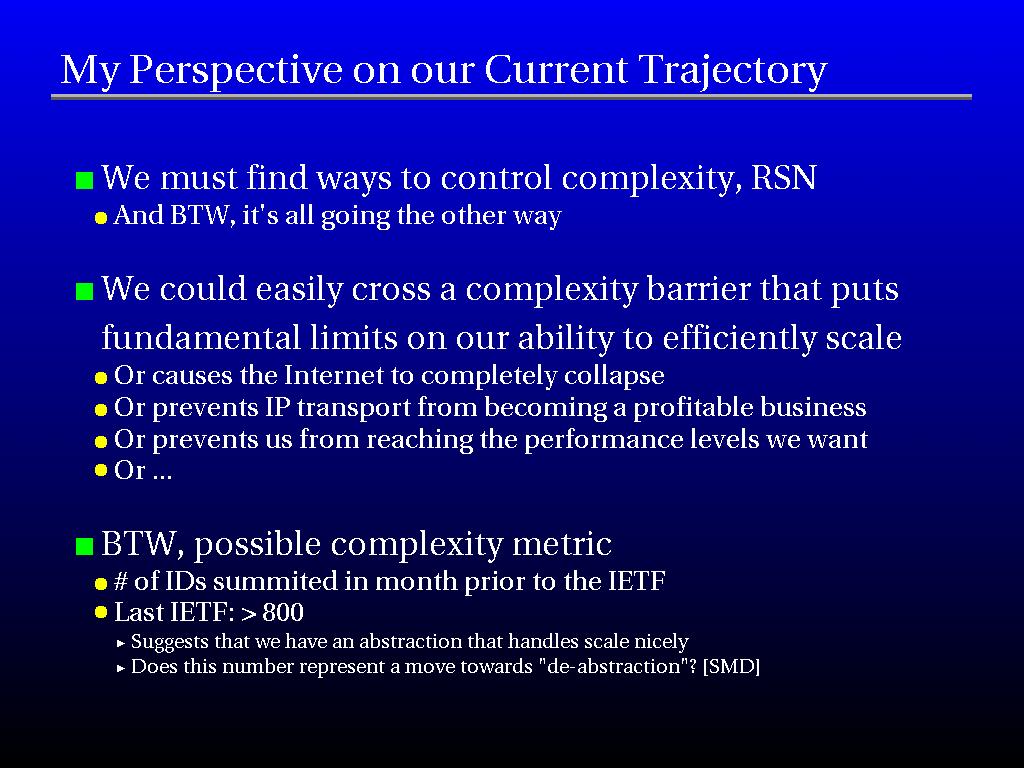 My Perspective on our Current Trajectory
We must find ways to control complexity, RSN
And BTW, it's all going the other way
We could easily cross a complexity barrier that puts
fundamental limits on our ability to efficiently scale
Or causes the Internet to completely collapse
Or prevents IP transport from becoming a profitable business
Or prevents us from reaching the performance levels we want
Or ...
BTW, possible complexity metric
# of IDs summited in month prior to the IETF
Last IETF: > 800
Suggests that we have an abstraction that handles scale nicely
Does this number represent a move towards "de-abstraction"? [SMD]